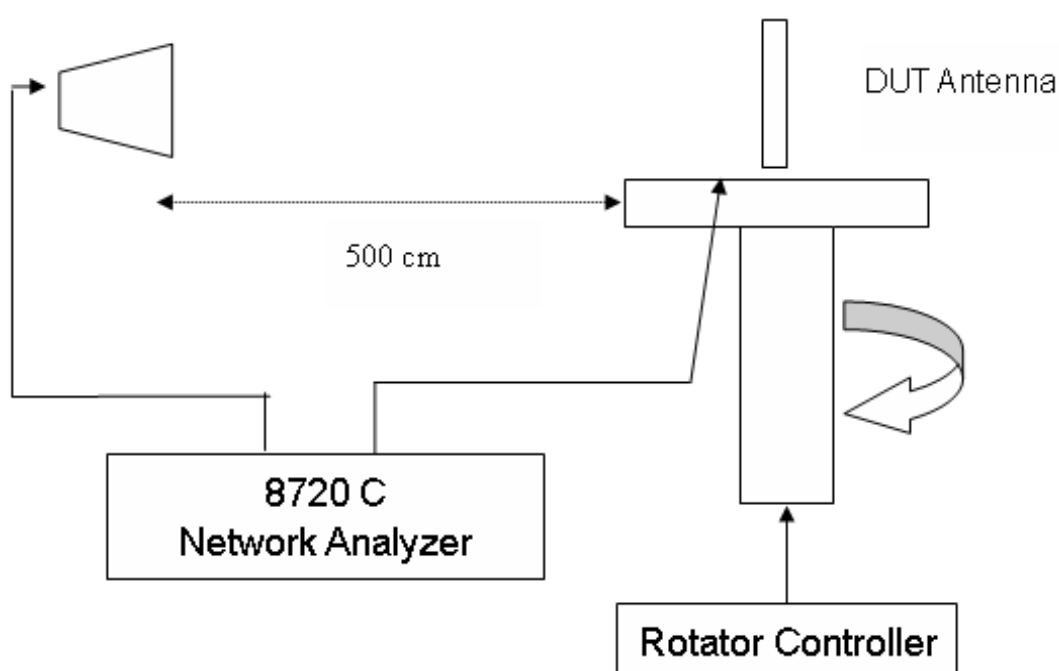 DUT Antenna
500 cm
8720 C
Network Analyzer
Rotator Controller